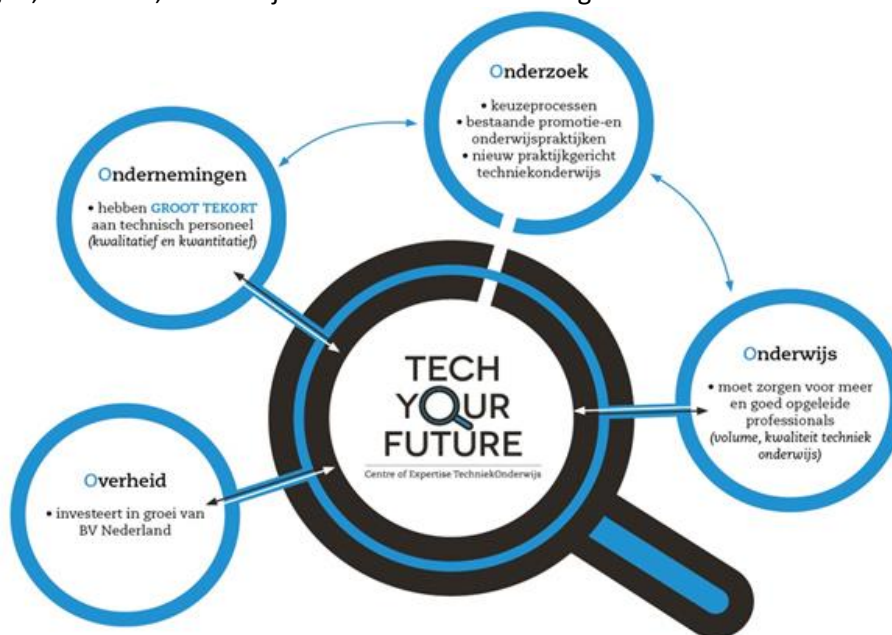 Onderzoek
• keuzeprocessen
• bestaande promotie-en
onderwijspraktijken
• nieuw praktijkgericht
techniekonderwijs
Ondernemingen
• hebben GROOT TEKORT
aan technisch personeel
(kwalitatief en kwantitatief)
Onderwijs
• moet zorgen voor meer
en goed opgeleide
professionals
(volume, kwaliteit techniek
onderwijs)
TECH
YOUR
FUTURE
Centre of Expertise TechniekOnderwijs
Overheid
• investeert in groei van
BV Nederland